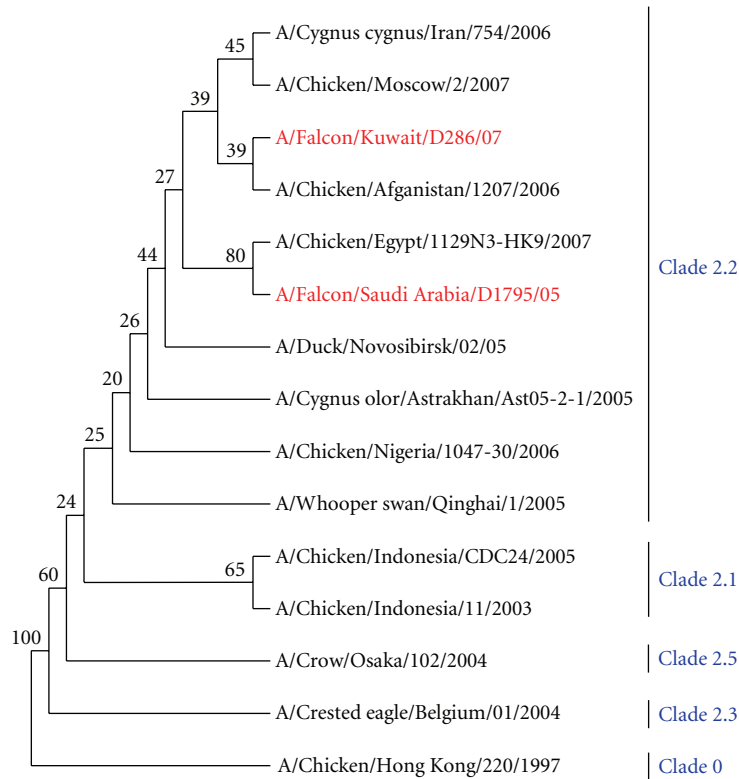 45
A/Cygnus cygnus/Iran/754/2006
A/Chicken/Moscow/2/2007
39
A/Falcon/Kuwait/D286/07
39
A/Chicken/Afganistan/1207/2006
27
A/Chicken/Egypt/1129N3-HK9/2007
80
A/Falcon/Saudi Arabia/D1795/05
Clade 2.2
44
A/Duck/Novosibirsk/02/05
26
A/Cygnus olor/Astrakhan/Ast05-2-1/2005
20
A/Chicken/Nigeria/1047-30/2006
25
A/Whooper swan/Qinghai/1/2005
24
A/Chicken/Indonesia/CDC24/2005
65
Clade 2.1
A/Chicken/Indonesia/11/2003
60
A/Crow/Osaka/102/2004
Clade 2.5
100
A/Crested eagle/Belgium/01/2004
Clade 2.3
A/Chicken/Hong Kong/220/1997
Clade 0